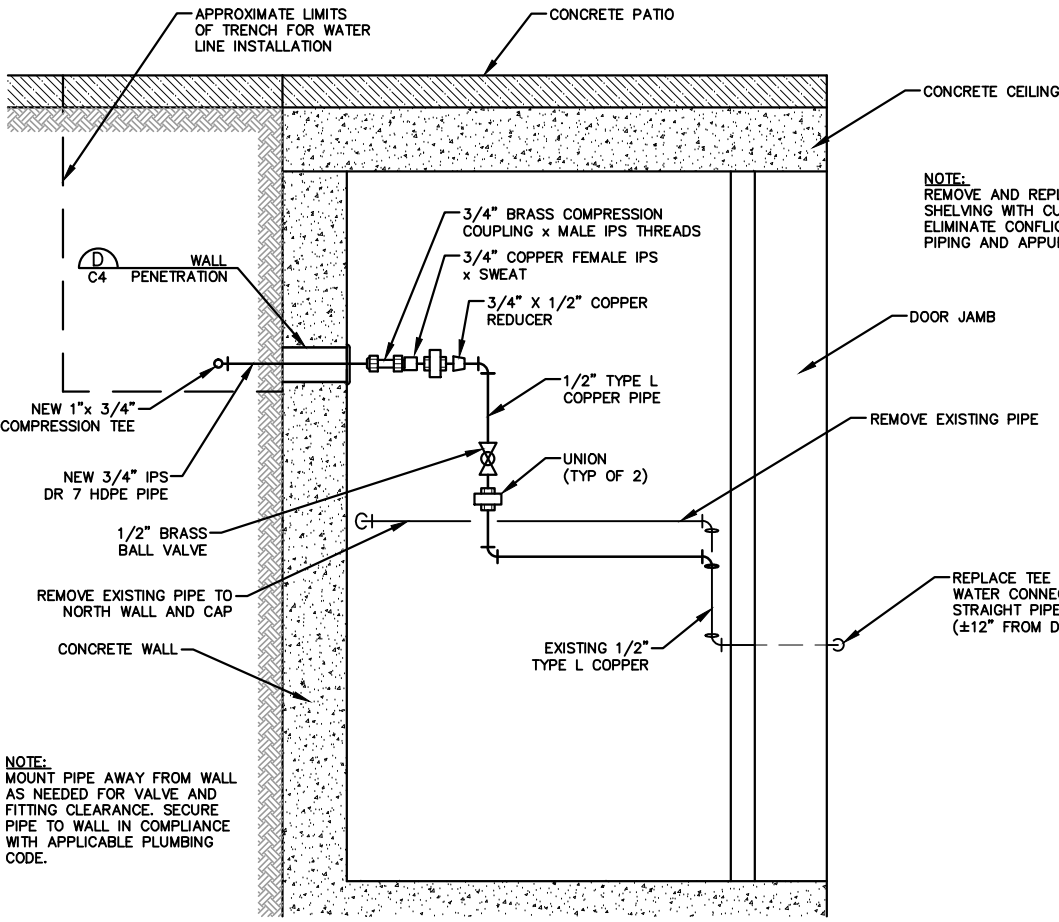 APPROXIMATE LIMITS
OF TRENCH FOR WATER
LINE INSTALLATION
CONCRETE PATIO
CONCRETE CEILING
NOTE:
REMOVE AND
SHELVING WITH
ELIMINATE
PIPING AND
3/4" BRASS COMPRESSION
COUPLING x MALE IPS THREADS
3/4" COPPER FEMALE IPS
x SWEAT
3/4" X 1/2" COPPER
REDUCER
D
C4
WALL
PENETRATION
DOOR JAMB
NEW 1"x 3/4"
COMPRESSION TEE
1/2" TYPE L
COPPER PIPE
REMOVE EXISTING PIPE
NEW 3/4" IPS
DR 7 HDPE PIPE
UNION
(TYP OF 2)
1/2" BRASS
BALL VALVE
REMOVE EXISTING PIPE TO
NORTH WALL AND CAP
REPLACE TEE
WATER
STRAIGHT PIPE
(±12" FROM
CONCRETE WALL
EXISTING 1/2"
TYPE L COPPER
NOTE:
MOUNT PIPE AWAY FROM WALL
AS NEEDED FOR VALVE AND
FITTING CLEARANCE. SECURE
PIPE TO WALL IN COMPLIANCE
WITH APPLICABLE PLUMBING
CODE.